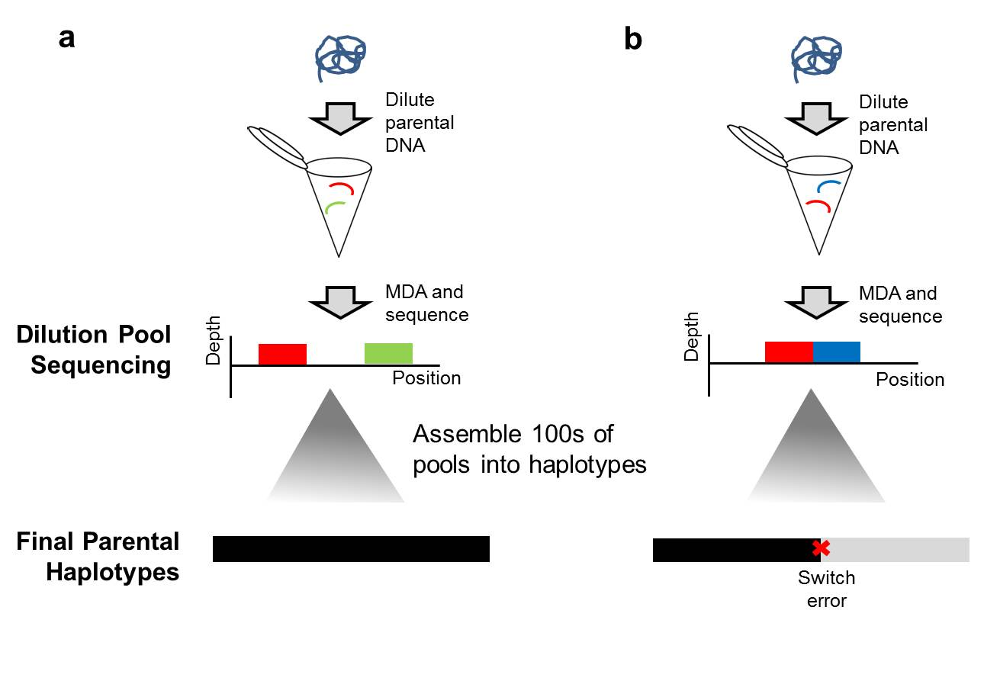 a
Dilute
parental
DNA
MDA and
sequence
Dilution Pool
Sequencing
Depth
Position
b
Dilute
parental
DNA
MDA and
sequence
Depth
Position
Assemble 100s of
pools into haplotypes
Final Parental
Haplotypes
Switch
error